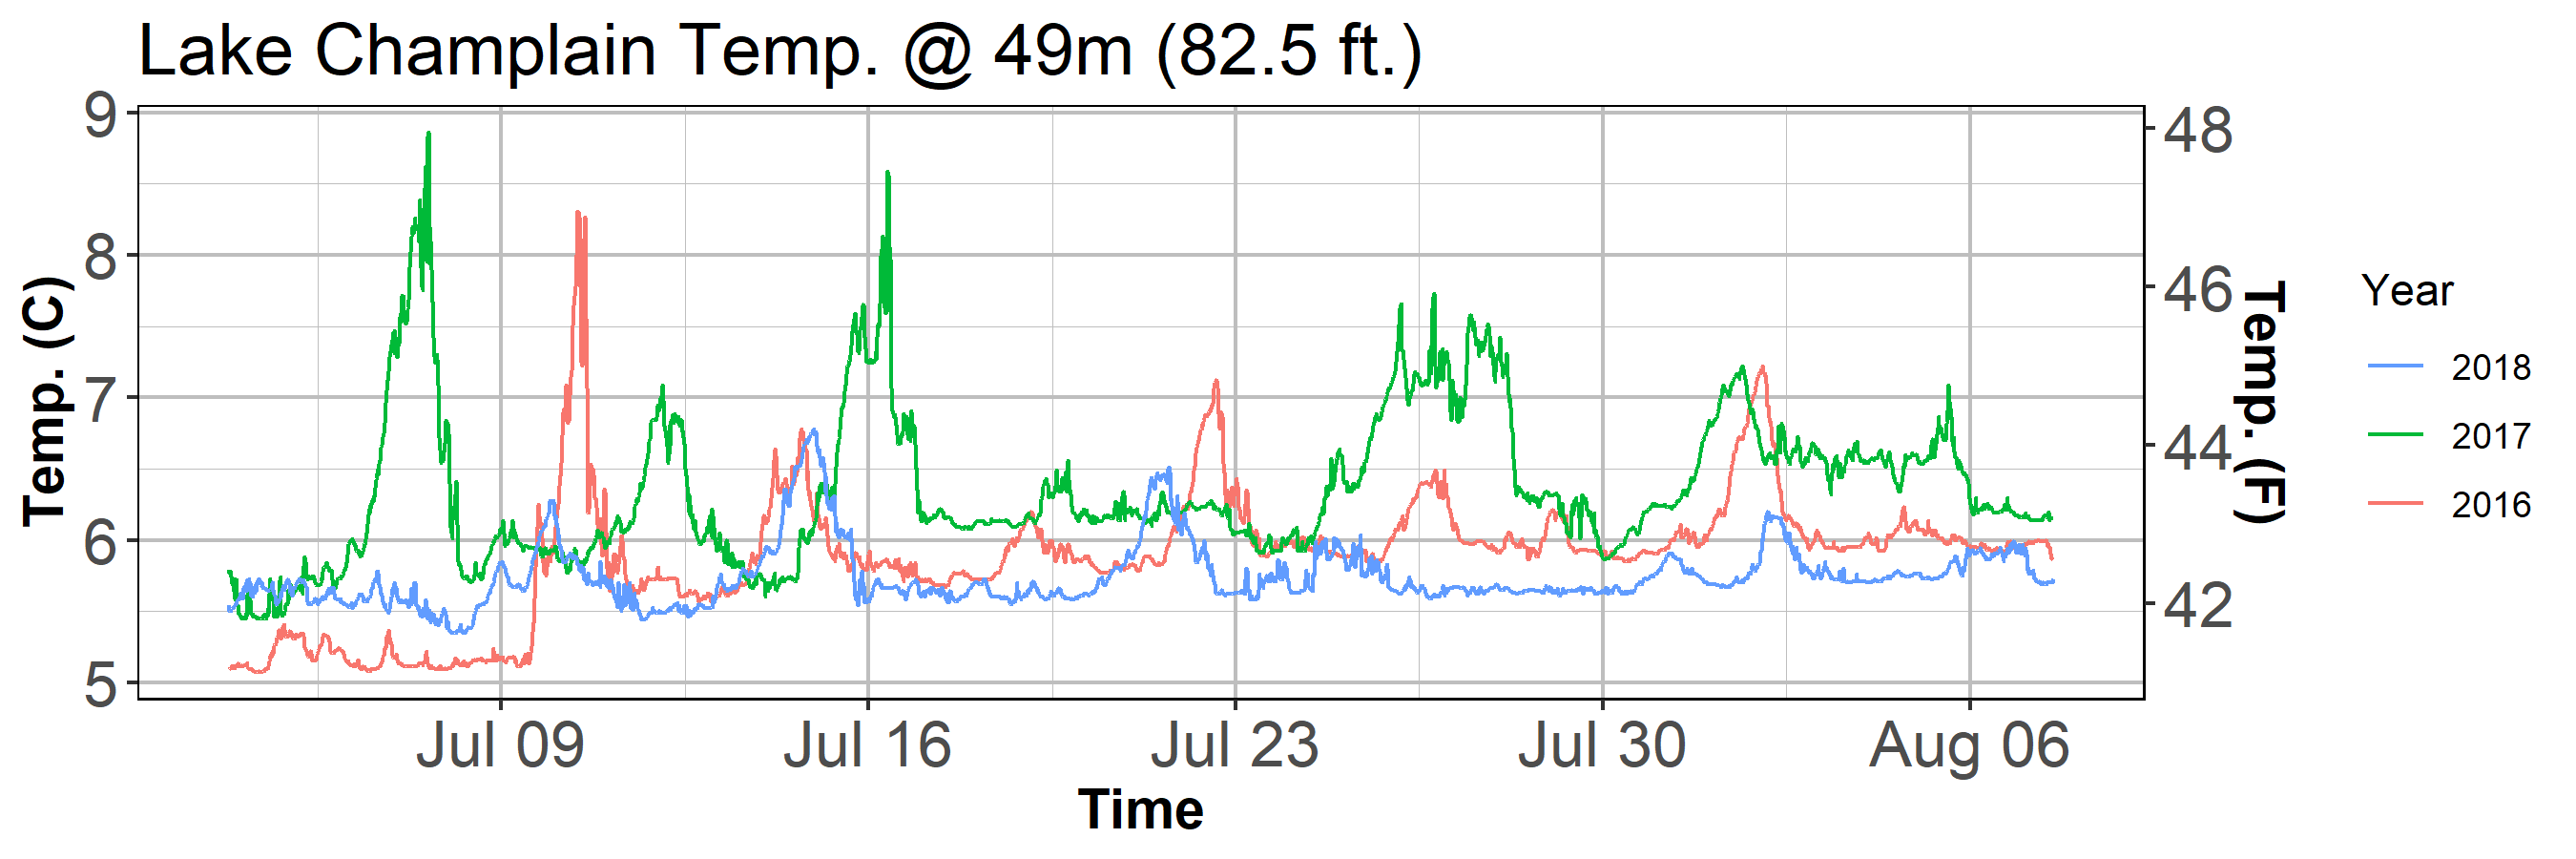 Lake Champlain Temp. @ 49m (82.5 ft.)
9
8
7
6
5
Temp. (C)
48
46
44
42
Temp. (F)
Jul 09 Jul 16 Jul 23 Jul 30 Aug 06
Time
Year
2018
2017
2016